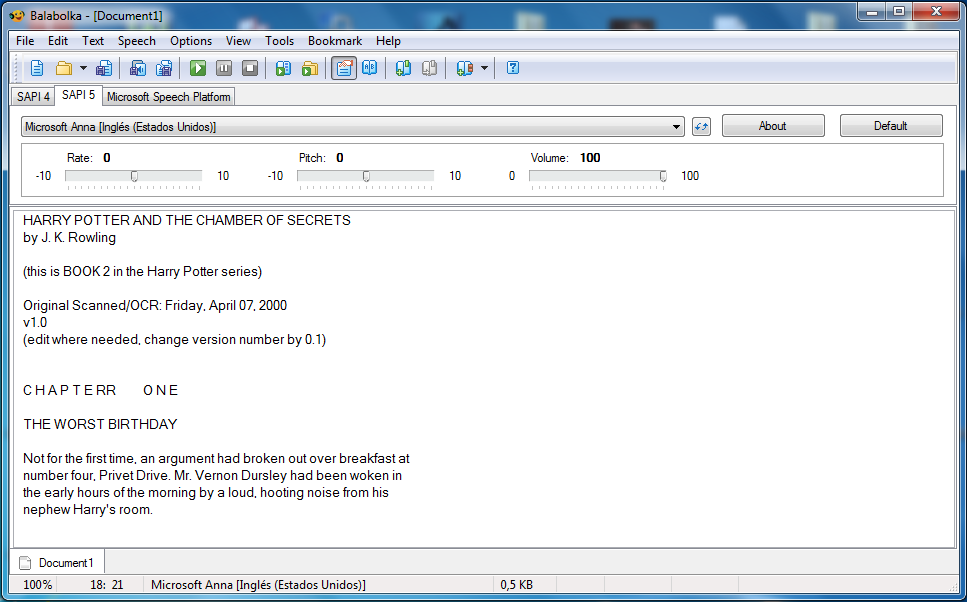 Balabolka - [Document1]
File Edit Text Speech Options View Tools Bookmark Help
SAPI 4 SAPI 5 Microsoft Speech Platform
Microsoft Anna [Inglés (Estados Unidos)] About Default
Rate: 0 Pitch: 0 Volume: 100
-10 10 -10 10 0 100
HARRY POTTER AND THE CHAMBER OF SECRETS
by J. K. Rowling
(this is BOOK 2 in the Harry Potter series)
Original Scanned/OCR: Friday, April 07, 2000
v1.0
(edit where needed, change version number by 0.1)
C H A P T E RR O N E
THE WORST BIRTHDAY
Not for the first time, an argument had broken out over breakfast at
number four, Privet Drive. Mr. Vernon Dursley had been woken in
the early hours of the morning by a loud, hooting noise from his
nephew Harry's room.
Document1
100% 18: 21 Microsoft Anna [Inglés (Estados Unidos)] 0,5 KB